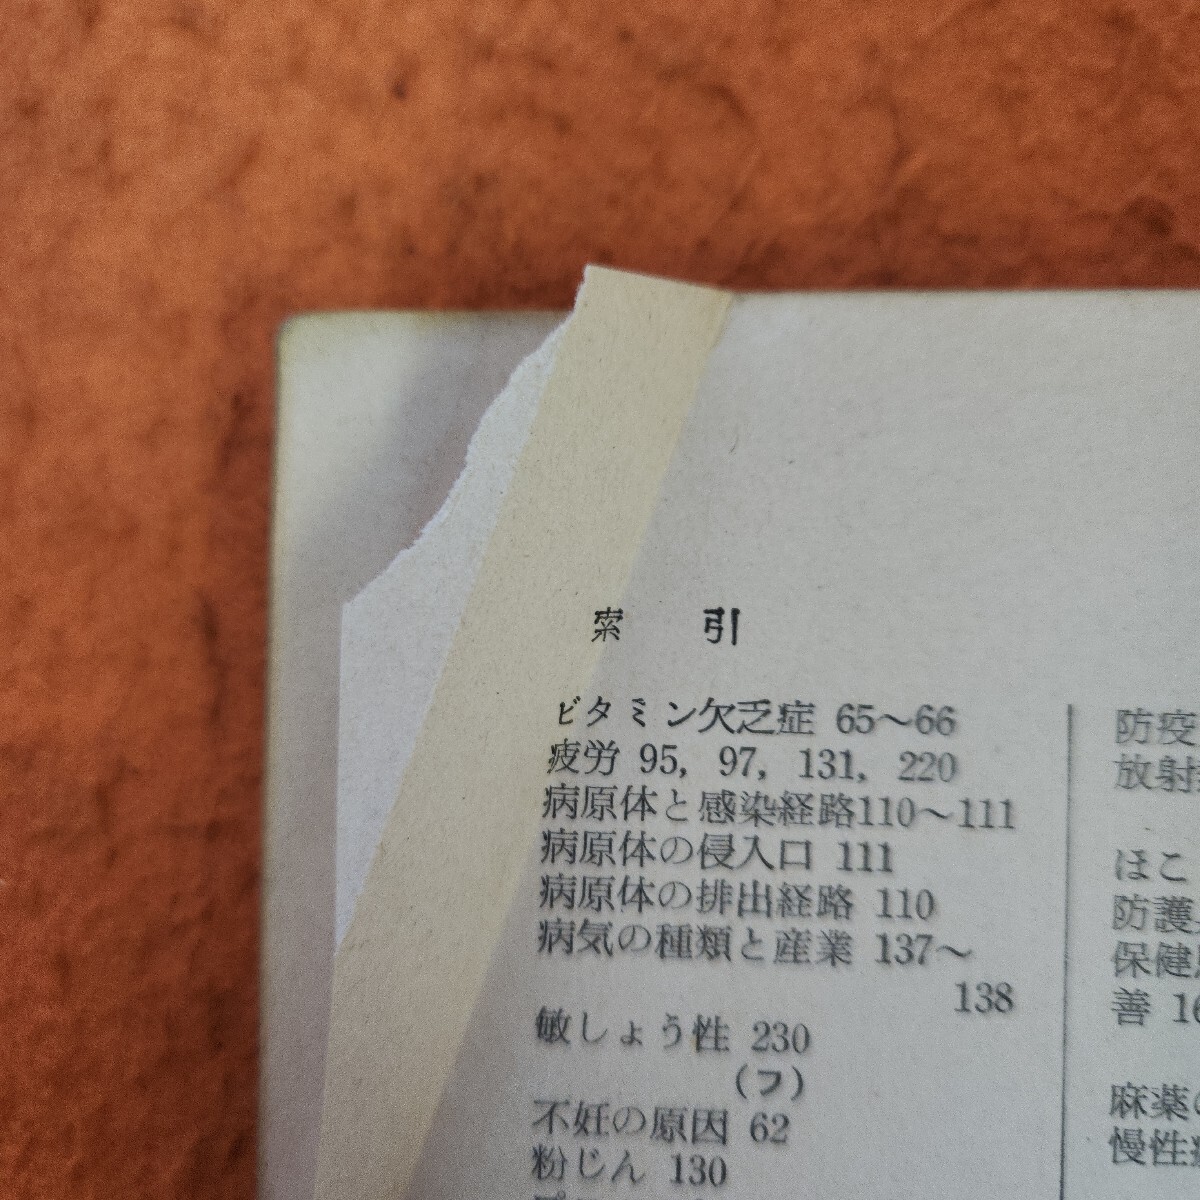 索引
ビタミン欠乏症 65〜66
疲労 95, 97, 131, 220
病原体と感染経路110〜111
病原体の侵入口 111
病原体の排出経路 110
病気の種類と産業 137〜
138
敏しょう性 230
(フ)
不妊の原因 62
粉じん 130
防疫
放射
ほこ
防護
保健
善 16
麻薬の
慢性